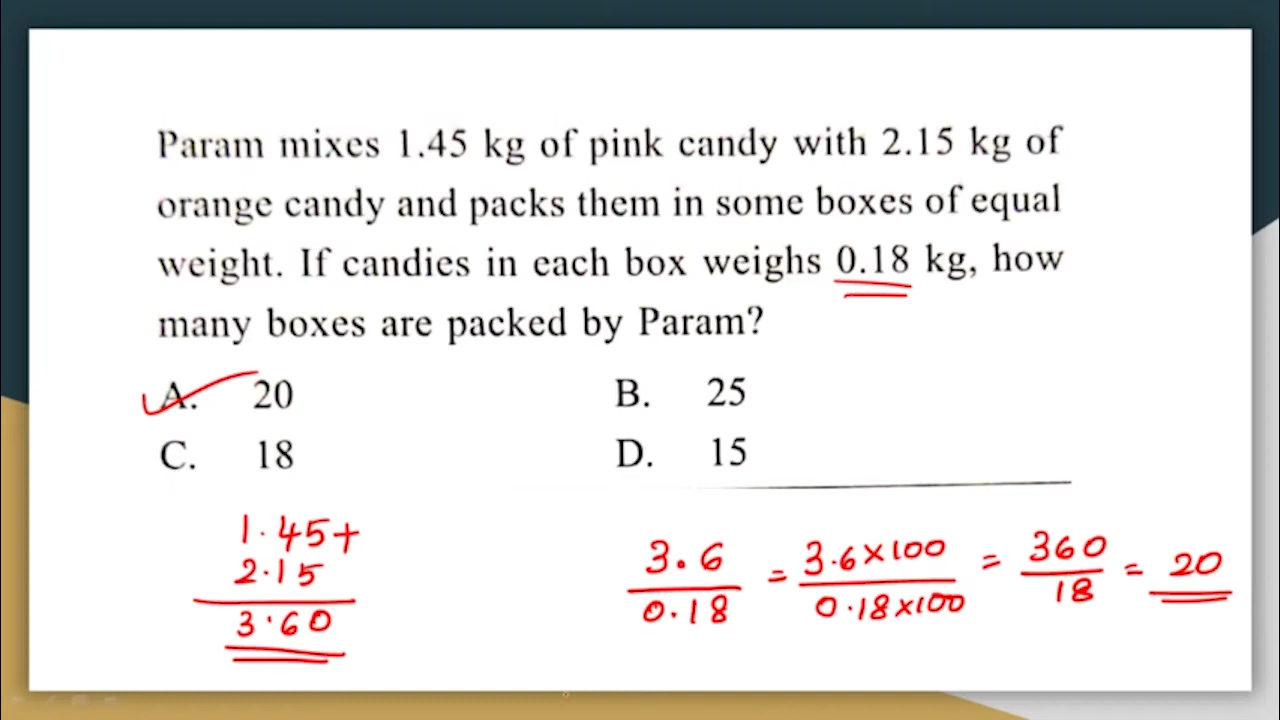 Param mixes 1.45 kg of pink candy with 2.15 kg of
orange candy and packs them in some boxes of equal
weight. If candies in each box weighs 0.18 kg, how
many boxes are packed by Param?
A. 20 B. 25
C. 18 D. 15
1.45+
2.15
3.60
3.6/0.18 = 3.6×100/0.18×100 = 360/18 = 20